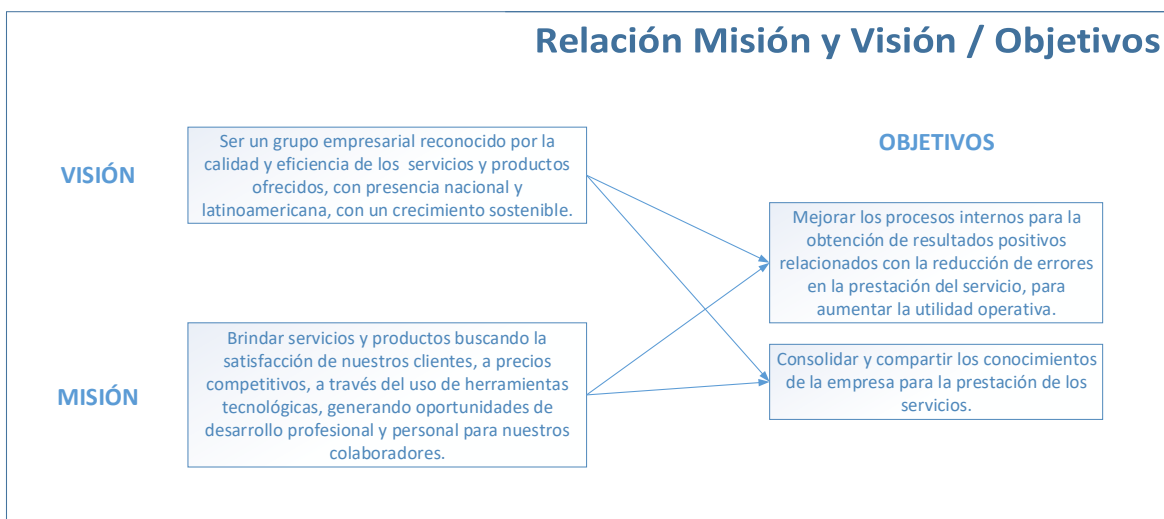 Relación Misión y Visión / Objetivos
VISIÓN
Ser un grupo empresarial reconocido por la
calidad y eficiencia de los servicios y productos
ofrecidos, con presencia nacional y
latinoamericana, con un crecimiento sostenible.
MISIÓN
Brindar servicios y productos buscando la
satisfacción de nuestros clientes, a precios
competitivos, a través del uso de herramientas
tecnológicas, generando oportunidades de
desarrollo profesional y personal para nuestros
colaboradores.
OBJETIVOS
Mejorar los procesos internos para la
obtención de resultados positivos
relacionados con la reducción de errores
en la prestación del servicio, para
aumentar la utilidad operativa.
Consolidar y compartir los conocimientos
de la empresa para la prestación de los
servicios.